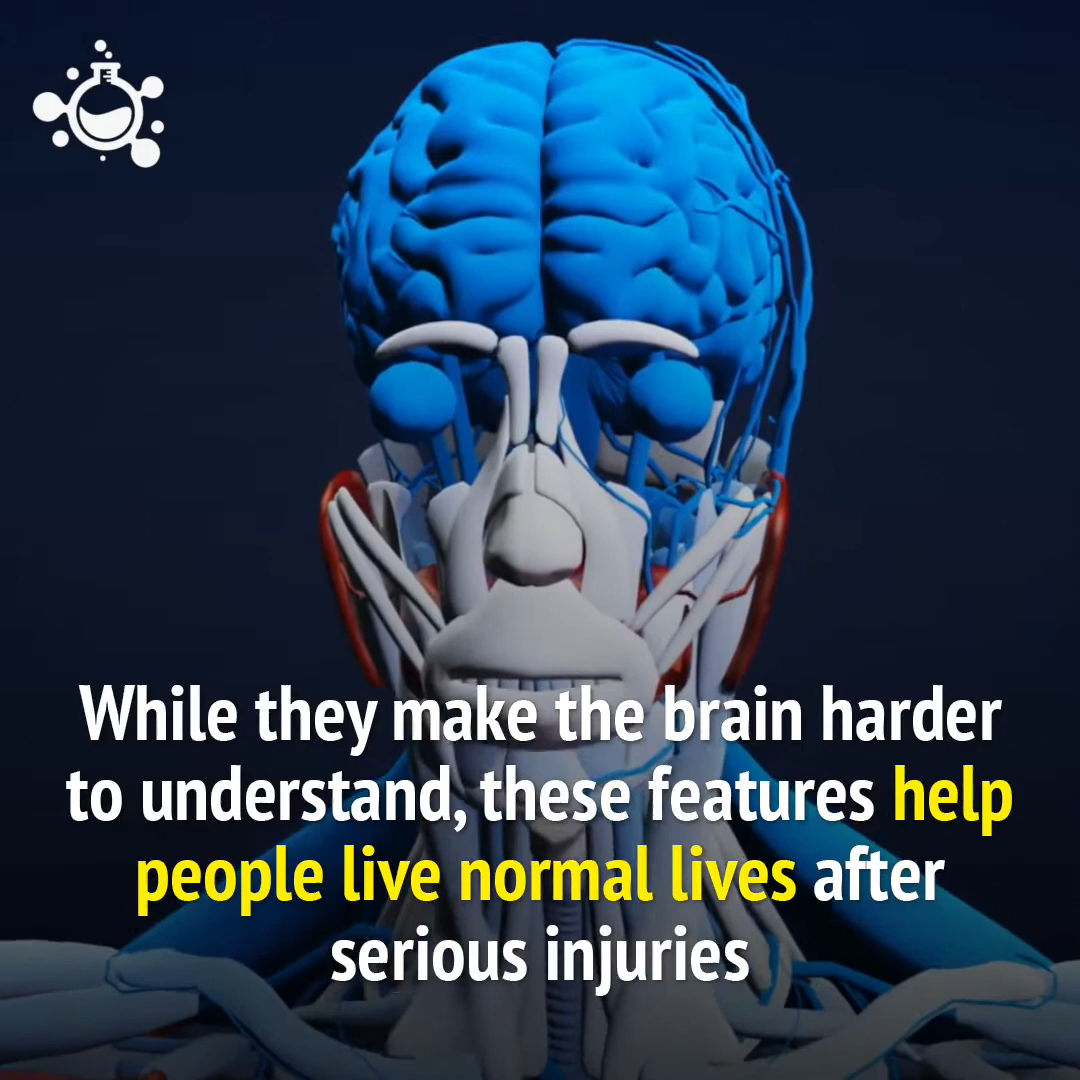 While they make the brain harder
to understand, these features help
people live normal lives after
serious injuries